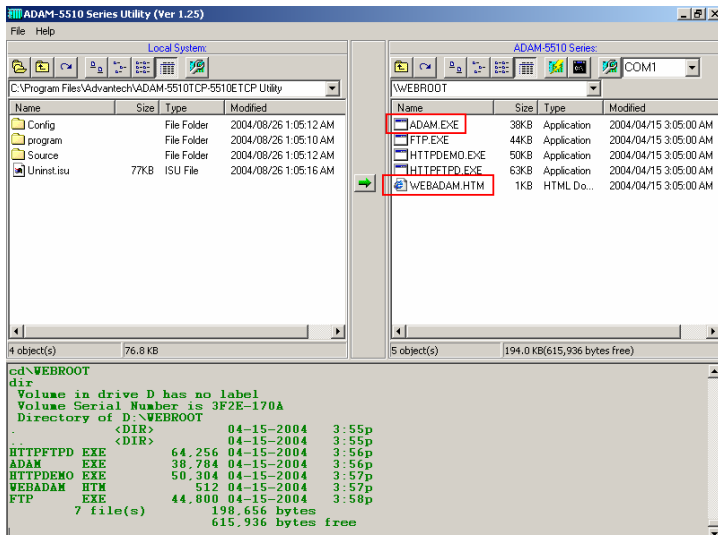 ADAM-5510 Series Utility (Ver 1.25)
File Help
Local System:
ADAM-5510 Series:
COM1
C:\Program Files\Advantech\ADAM-5510TCP-5510ETCP Utility
\WEBROOT
Name Size Type Modified
Config File Folder 2004/08/26 1:05:12 AM
program File Folder 2004/08/26 1:05:10 AM
Source File Folder 2004/08/26 1:05:12 AM
Uninst.isu 77KB ISU File 2004/08/26 1:05:16 AM
Name Size Type Modified
ADAM.EXE 38KB Application 2004/04/15 3:05:00 AM
FTP.EXE 44KB Application 2004/04/15 3:05:00 AM
HTTPDEMO.EXE 50KB Application 2004/04/15 3:05:00 AM
HTTPFTPD.EXE 63KB Application 2004/04/15 3:05:00 AM
WEBADAM.HTM 1KB HTML Do... 2004/04/15 3:05:00 AM
4 object(s) 76.8 KB
5 object(s) 194.0 KB(615,936 bytes free)
cd\WEBROOT
dir
Volume in drive D has no label
Volume Serial Number is 3F2E-170A
Directory of D:\WEBROOT
. <DIR> 04-15-2004 3:55p
.. <DIR> 04-15-2004 3:55p
HTTPFTPD EXE 64,256 04-15-2004 3:56p
ADAM EXE 38,784 04-15-2004 3:56p
HTTPDEMO EXE 50,304 04-15-2004 3:57p
WEBADAM HTM 512 04-15-2004 3:57p
FTP EXE 44,800 04-15-2004 3:58p
7 file(s) 198,656 bytes
615,936 bytes free